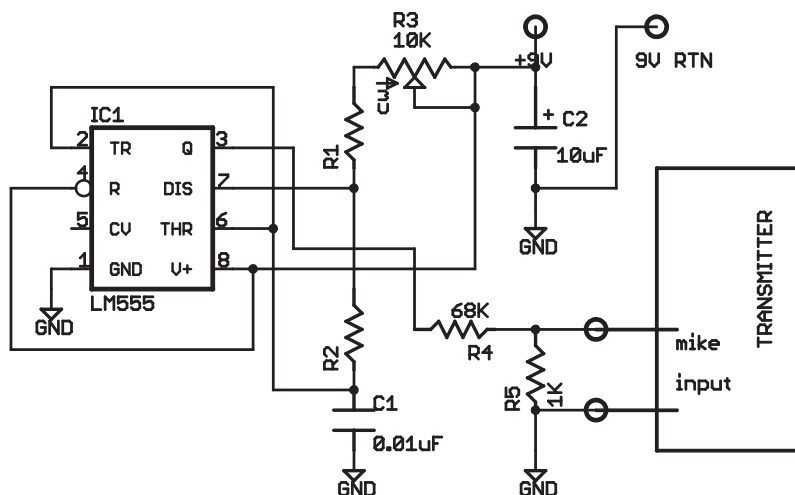 R3
10K
+9V
9V RTN
CW
IC1
2
TR
Q
3
4
R
DIS
7
5
CV
THR
6
1
GND
V+
8
LM555
GND
R1
R2
+
C2
10uF
GND
68K
R4
R5
1K
GND
C1
0.01uF
GND
mike
input
TRANSMITTER